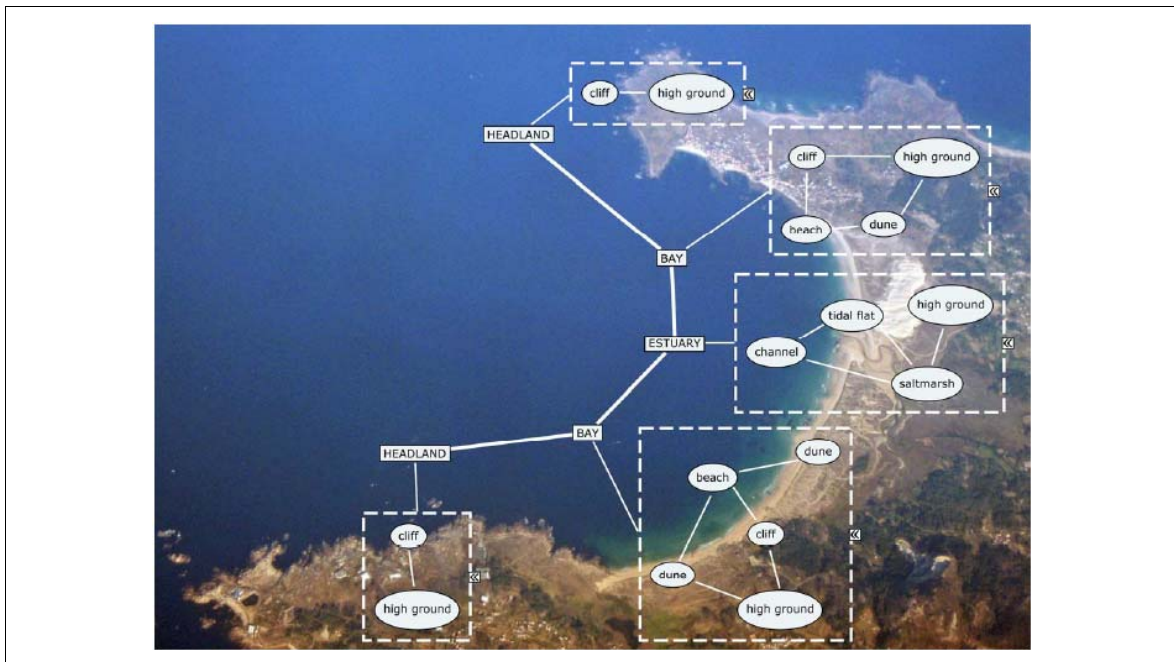 cliff
high ground
HEADLAND
cliff
high ground
beach
dune
BAY
tidal flat
high ground
ESTUARY
channel
saltmarsh
BAY
HEADLAND
dune
beach
cliff
dune
high ground
cliff
high ground